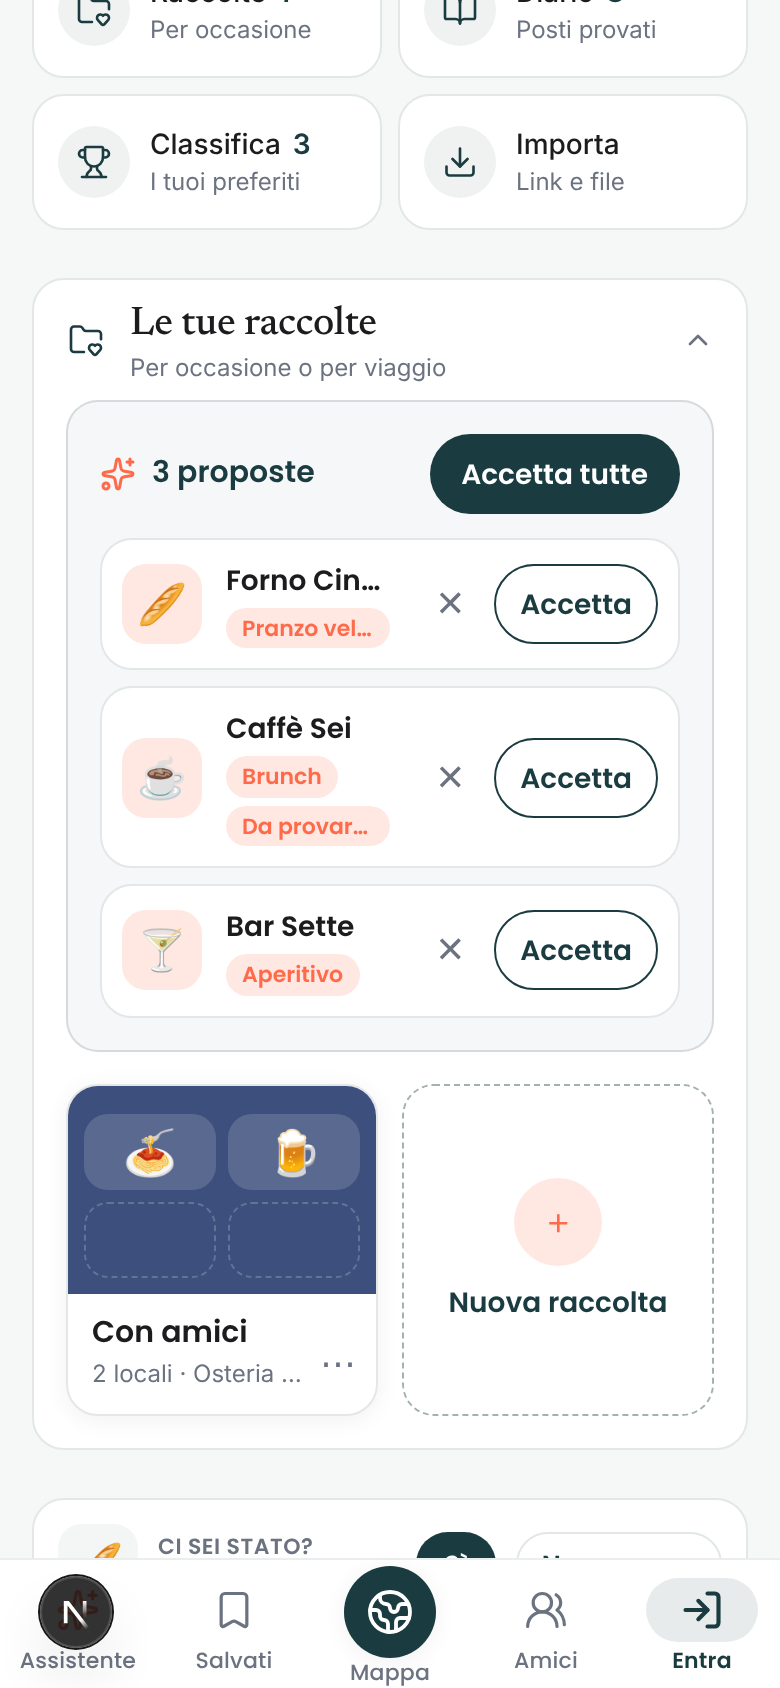 Per occasione
Posti provati
Classifica 3
I tuoi preferiti
Importa
Link e file
Le tue raccolte
Per occasione o per viaggio
3 proposte
Accetta tutte
Forno Cin...
Pranzo vel...
Accetta
Caffè Sei
Brunch
Da provar...
Accetta
Bar Sette
Aperitivo
Accetta
Con amici
2 locali · Osteria ...
Nuova raccolta
CI SEI STATO?
N
Assistente
Salvati
Mappa
Amici
Entra